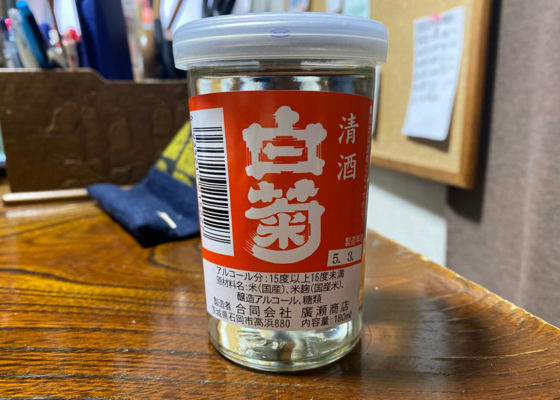 清酒
白菊
5. 3.
アルコール分:15度以上16度未満
原材料名:米(国産)、米麹(国産米)、
醸造アルコール、糖類
製造者 合同会社 廣瀬商店
茨城県石岡市高浜880 内容量:180ml